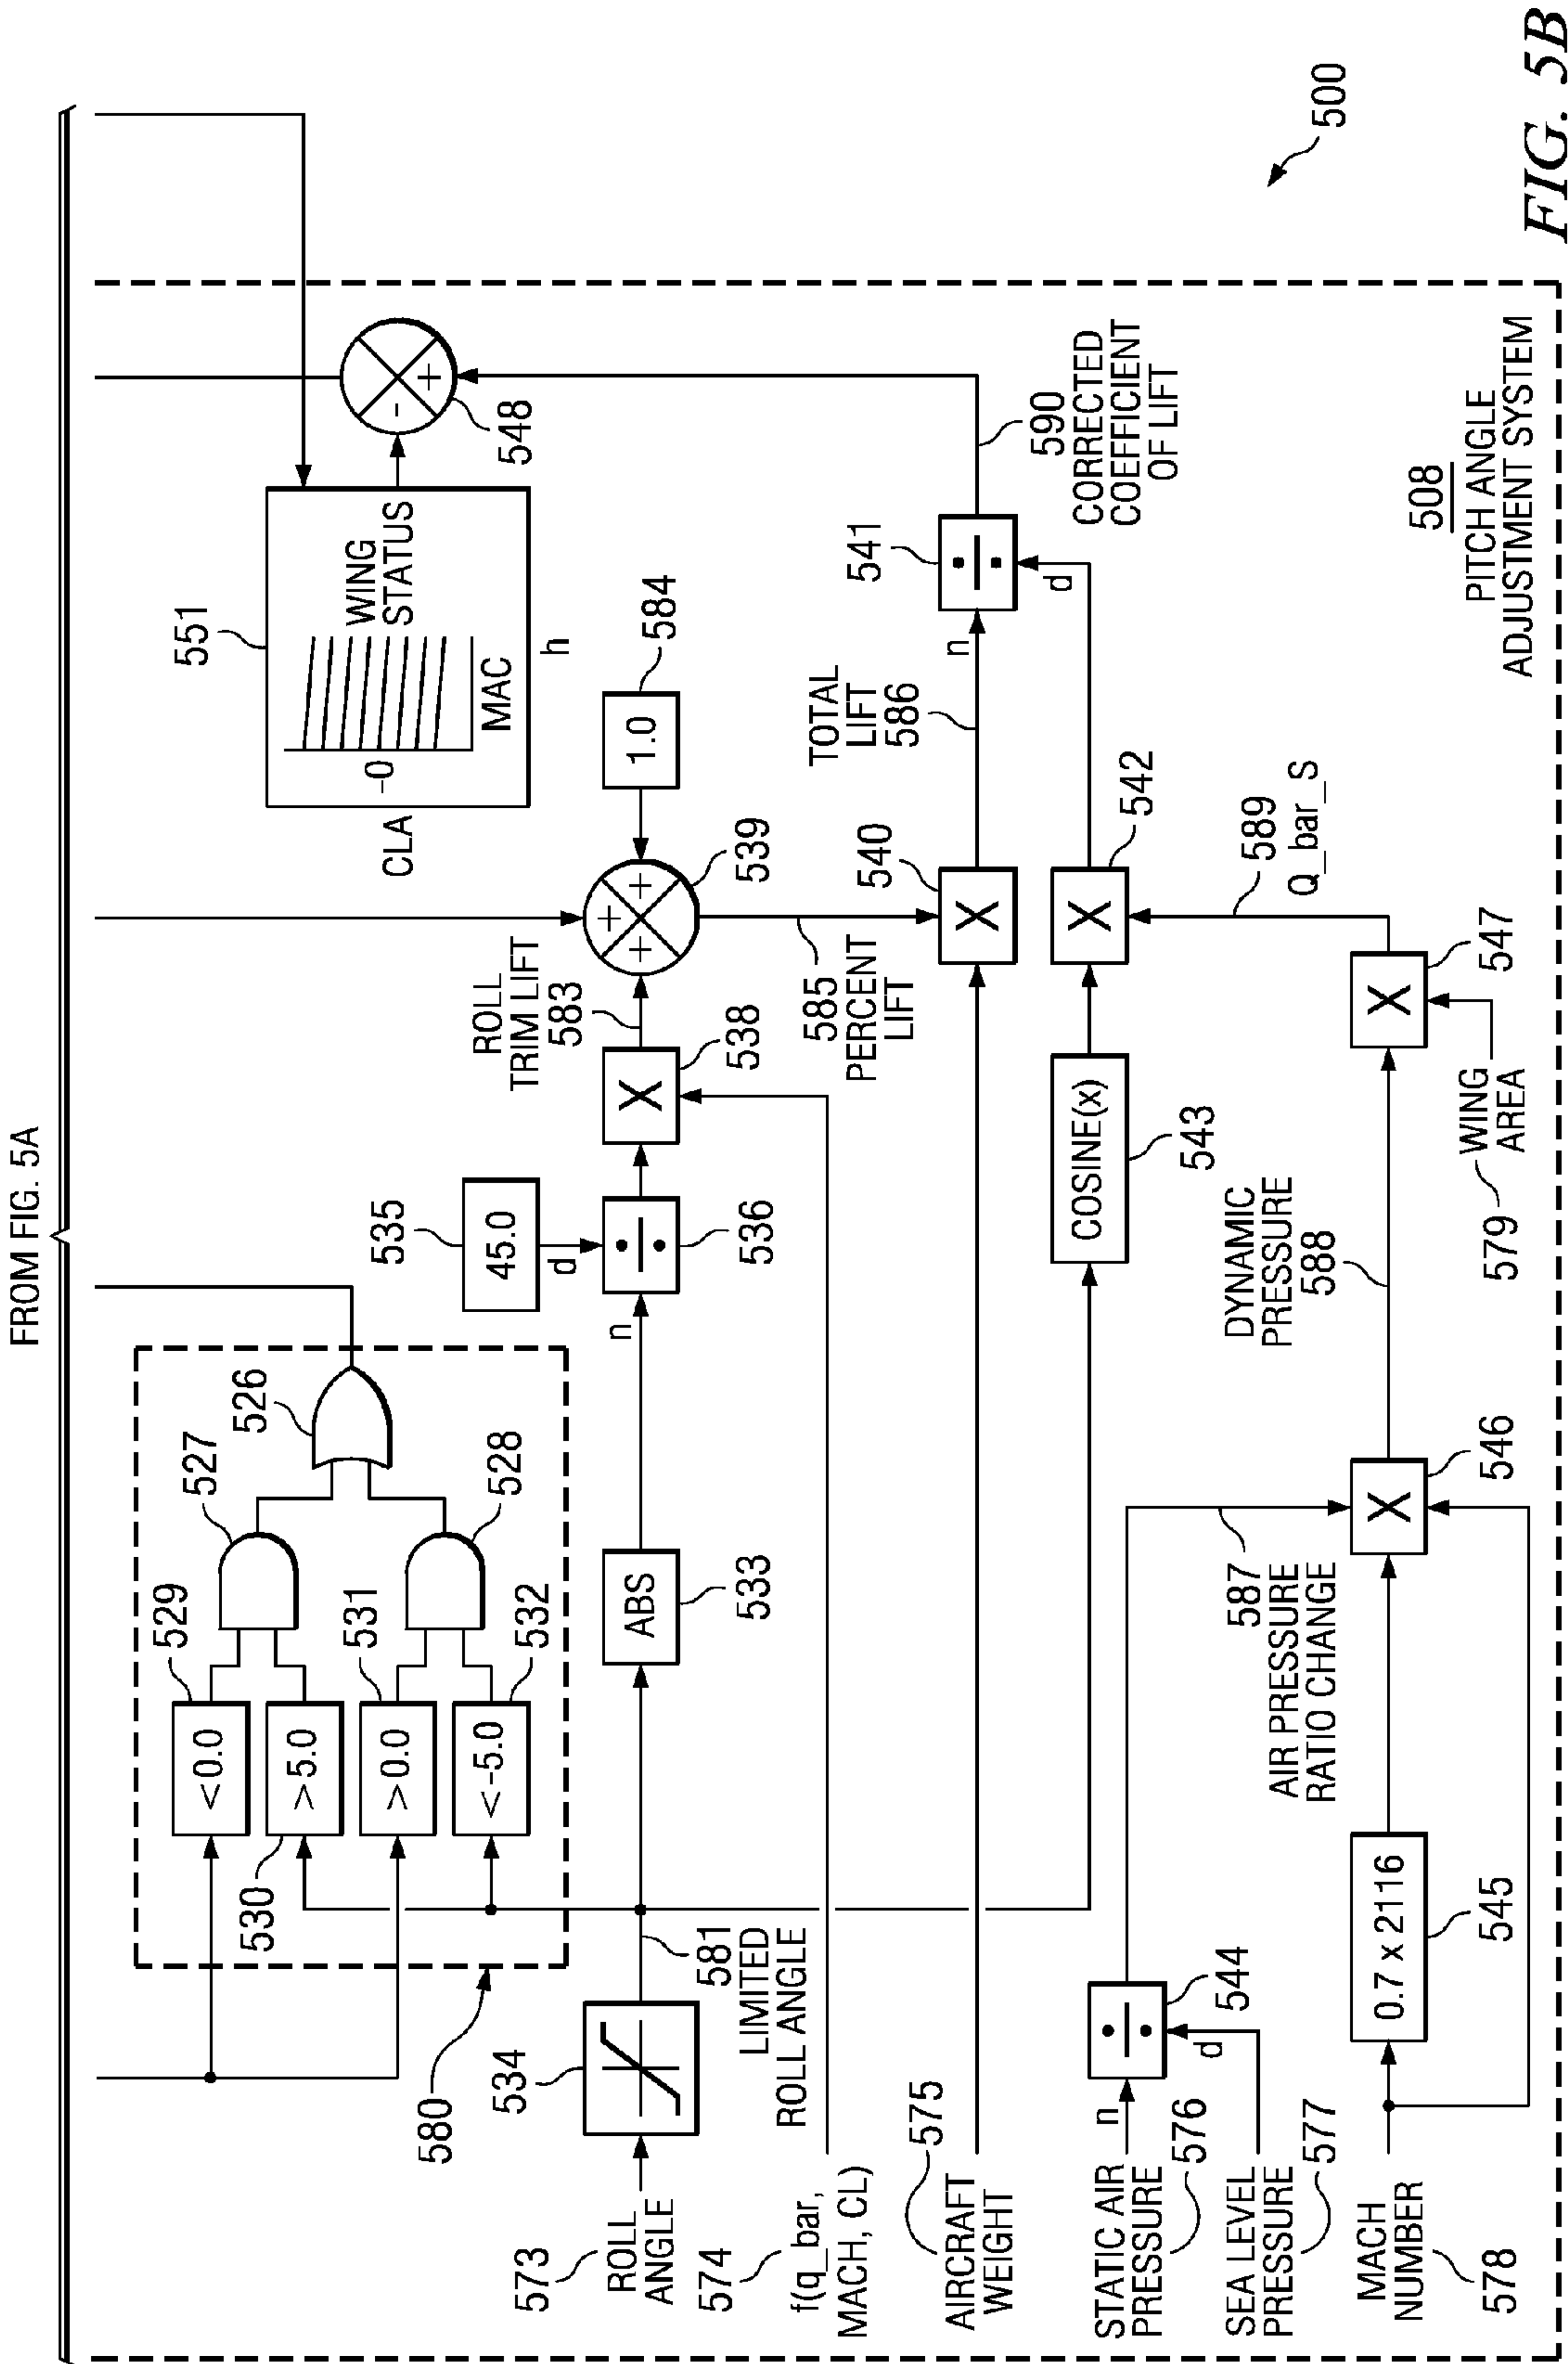 FROM FIG. 5A
529
<0.0
527
530
>5.0
526
531
>0.0
528
532
<-5.0
580
551
WING
STATUS
CLA
-0
MAC
h
-
+
548
573
ROLL
ANGLE
534
581
LIMITED
ROLL ANGLE
ABS
533
535
45.0
d
n
536
X
538
ROLL
TRIM LIFT
583
+
+
+
539
1.0
584
574
f(q_bar,
MACH, CL)
585
PERCENT
LIFT
575
AIRCRAFT
WEIGHT
X
540
TOTAL
LIFT
586
n
541
d
590
CORRECTED
COEFFICIENT
OF LIFT
COSINE(x)
543
X
542
STATIC AIR
PRESSURE
576
n
SEA LEVEL
PRESSURE
577
d
544
587
AIR PRESSURE
RATIO CHANGE
MACH
NUMBER
578
0.7 x 2116
545
X
546
DYNAMIC
PRESSURE
588
579
WING
AREA
X
547
589
Q_bar_S
508
PITCH ANGLE
ADJUSTMENT SYSTEM
500
FIG. 5B